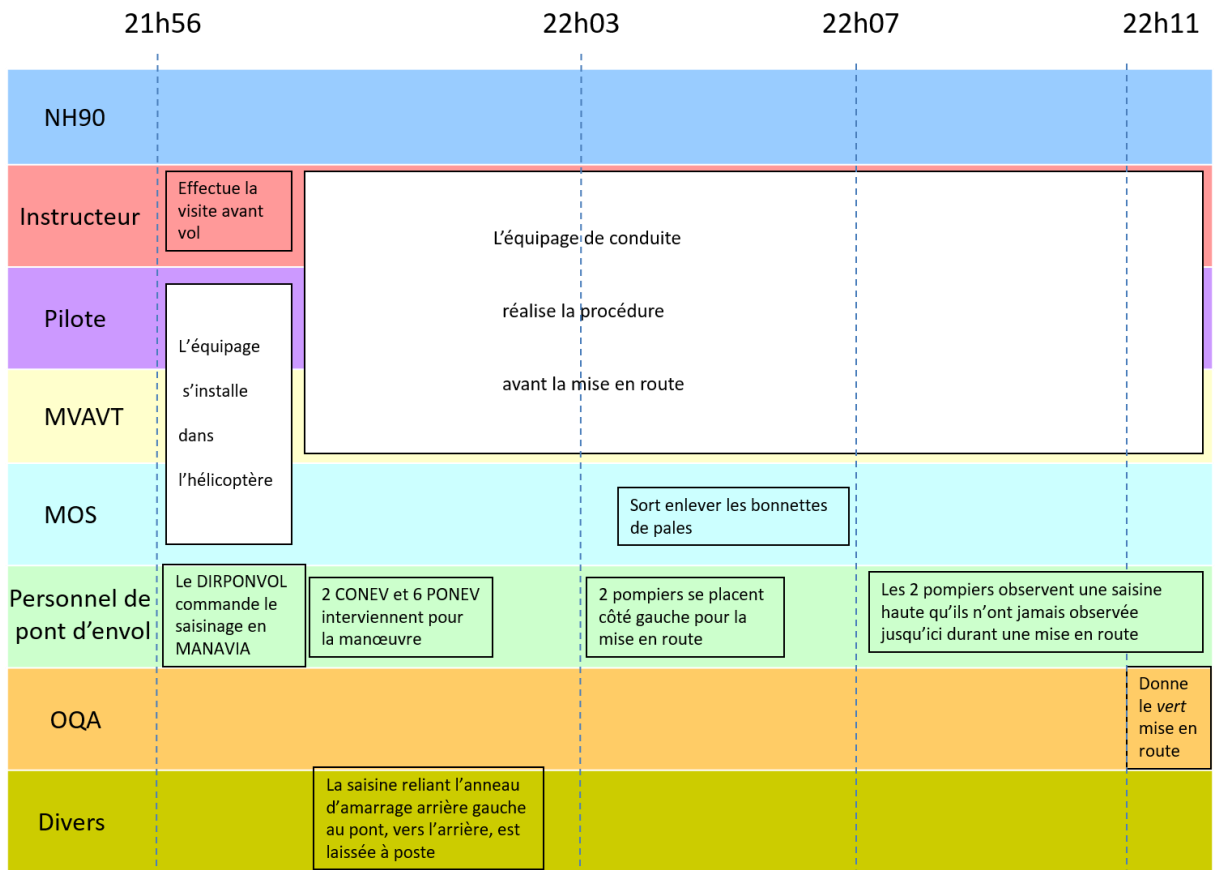 21h56
22h03
22h07
22h11
NH90
Instructeur
Effectue la
visite avant
vol
L'équipage de conduite
réalise la procédure
avant la mise en route
Pilote
L'équipage
s'installe
dans
l'hélicoptère
MVAVT
MOS
Sort enlever les bonnettes
de pales
Personnel de
pont d'envol
Le DIRPONVOL
commande le
saisinage en
MANAVIA
2 CONEV et 6 PONEV
interviennent pour
la manœuvre
2 pompiers se placent
côté gauche pour la
mise en route
Les 2 pompiers observent une saisine
haute qu'ils n'ont jamais observée
jusqu'ici durant une mise en route
OQA
Donne
le vert
mise en
route
Divers
La saisine reliant l'anneau
d'amarrage arrière gauche
au pont, vers l'arrière, est
laissée à poste